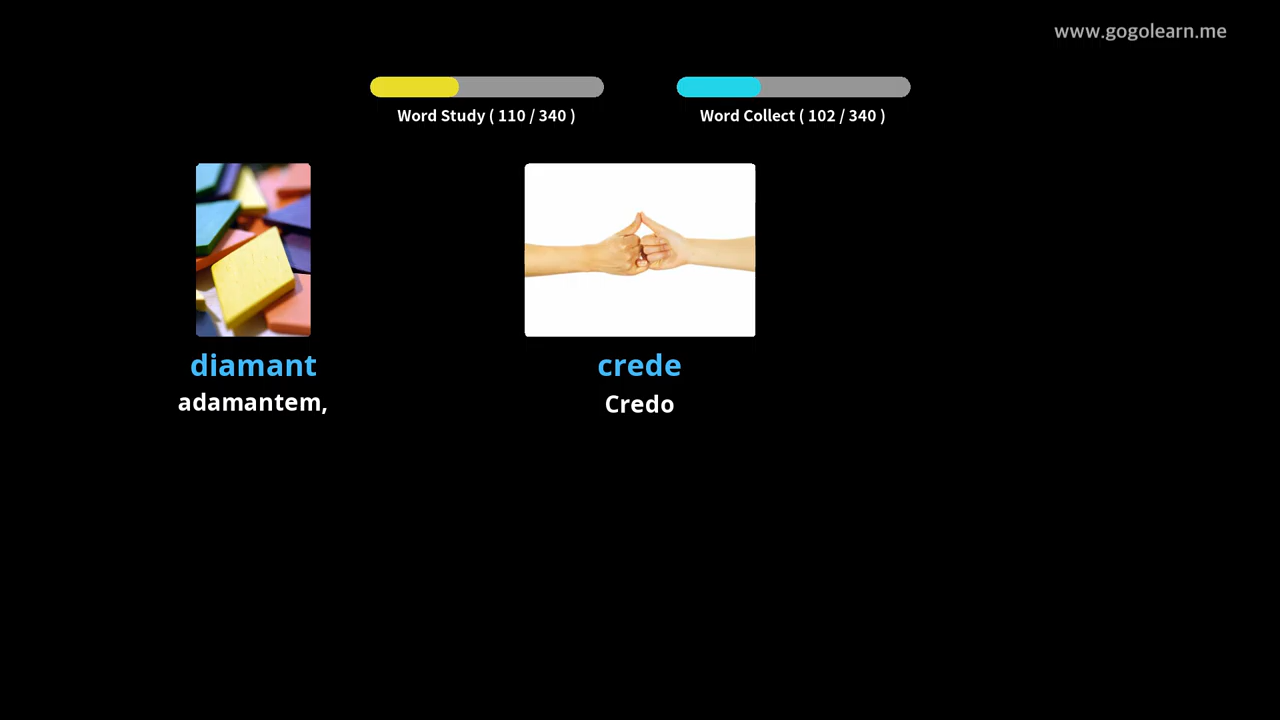 www.gogolearn.me
Word Study ( 110 / 340 )
Word Collect ( 102 / 340 )
diamant
adamantem,
crede
Credo